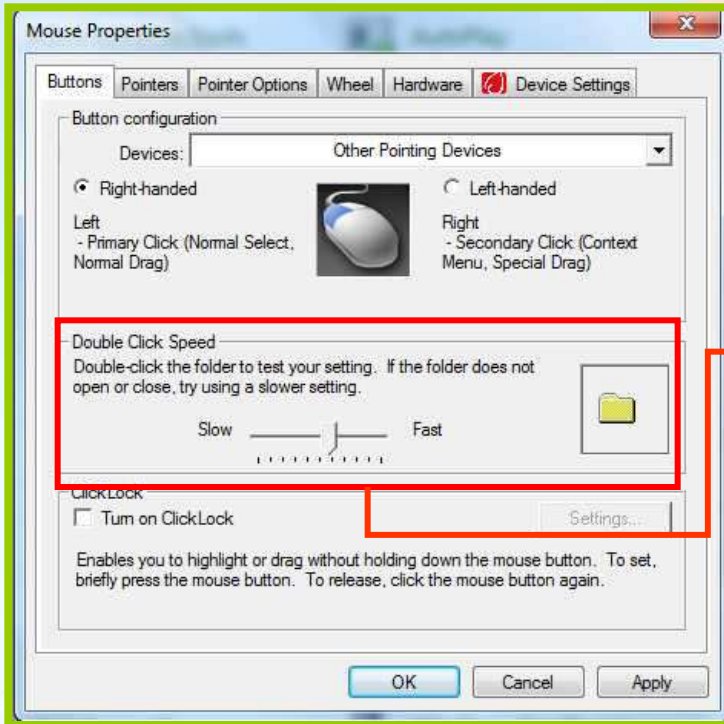 Mouse Properties
AutoPlay
Buttons Pointers Pointer Options Wheel Hardware Device Settings
Button configuration
Devices: Other Pointing Devices
Right-handed Left-handed
Left Right
- Primary Click (Normal Select, - Secondary Click (Context
Normal Drag) Menu, Special Drag)
Double Click Speed
Double-click the folder to test your setting. If the folder does not
open or close, try using a slower setting.
Slow Fast
ClickLock
Turn on ClickLock Settings...
Enables you to highlight or drag without holding down the mouse button. To set,
briefly press the mouse button. To release, click the mouse button again.
OK Cancel Apply